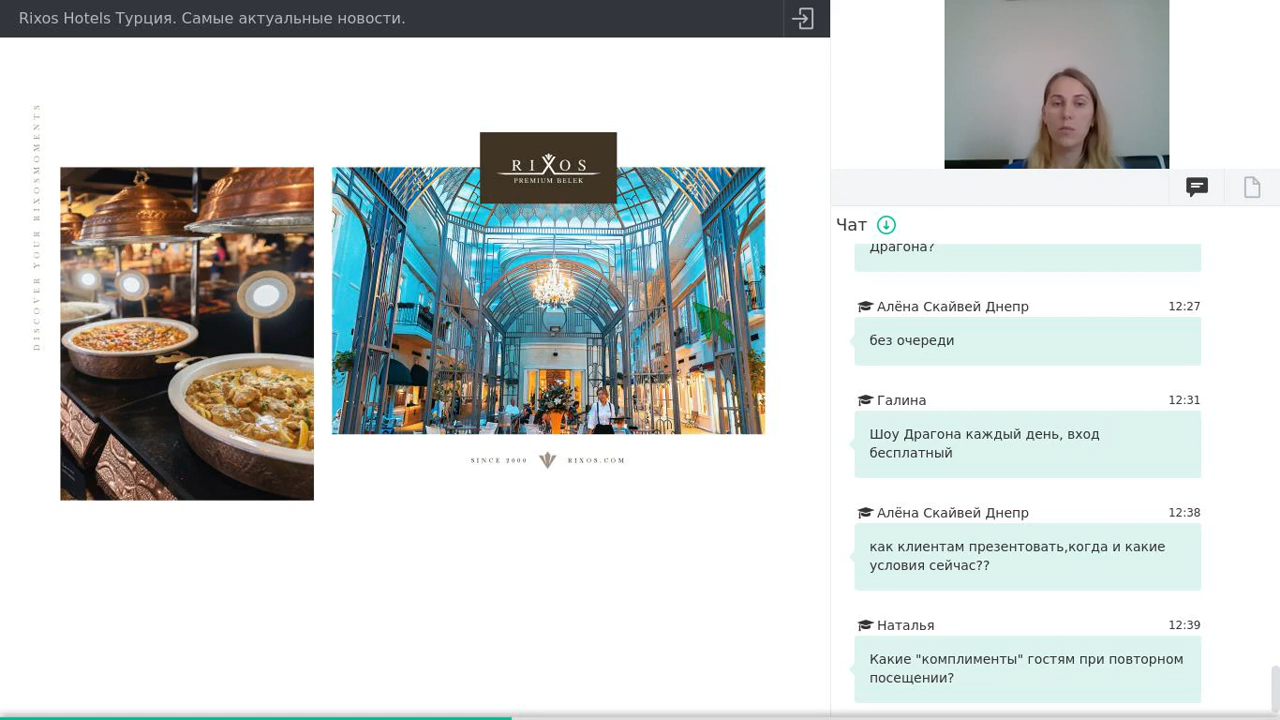 Rixos Hotels Турция. Самые актуальные новости.
DISCOVER YOUR RIXOSMOMENTS
RIXOS
PREMIUM BELEK
SINCE 2000
RIXOS.COM
Чат
Драгона?
Алёна Скайвей Днепр 12:27
без очереди
Галина 12:31
Шоу Драгона каждый день, вход
бесплатный
Алёна Скайвей Днепр 12:38
как клиентам презентовать,когда и какие
условия сейчас??
Наталья 12:39
Какие "комплименты" гостям при повторном
посещении?